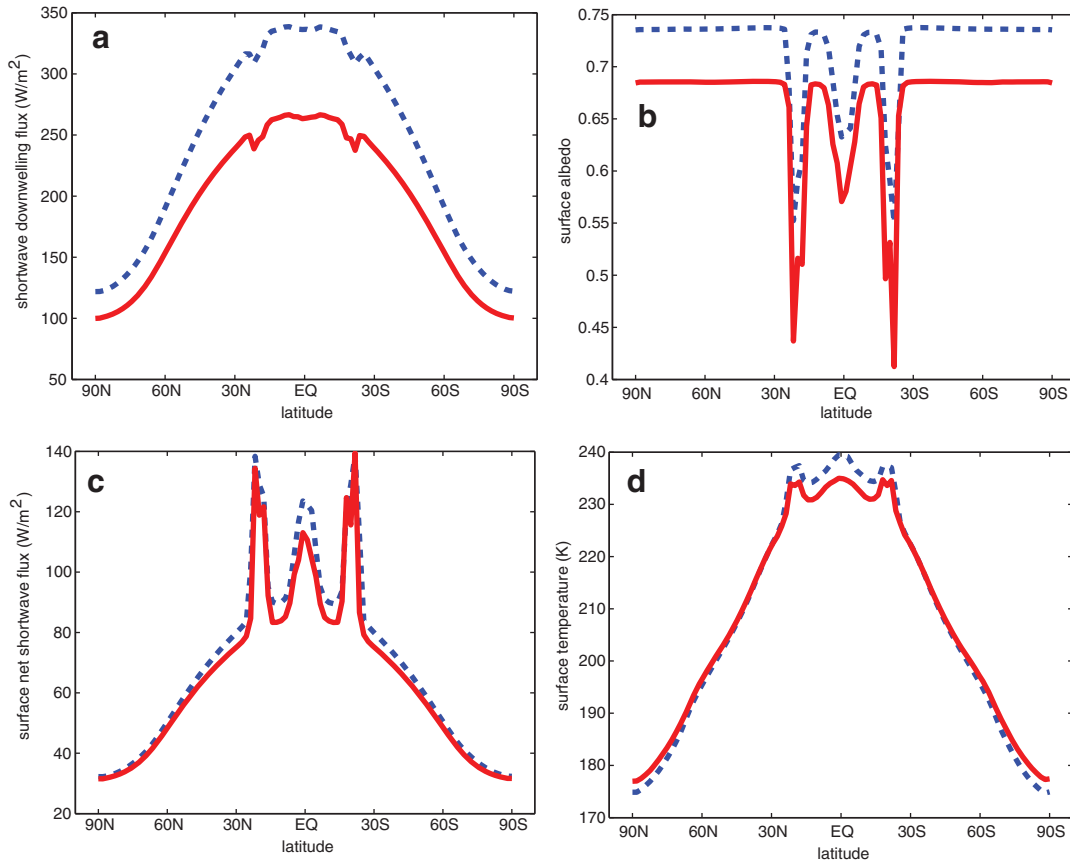 a
shortwave downwelling flux (W/m²)
350
300
250
200
150
100
50
90N 60N 30N EQ 30S 60S 90S
latitude
b
surface albedo
0.75
0.7
0.65
0.6
0.55
0.5
0.45
0.4
90N 60N 30N EQ 30S 60S 90S
latitude
c
surface net shortwave flux (W/m²)
140
120
100
80
60
40
20
90N 60N 30N EQ 30S 60S 90S
latitude
d
surface temperature (K)
240
230
220
210
200
190
180
170
90N 60N 30N EQ 30S 60S 90S
latitude